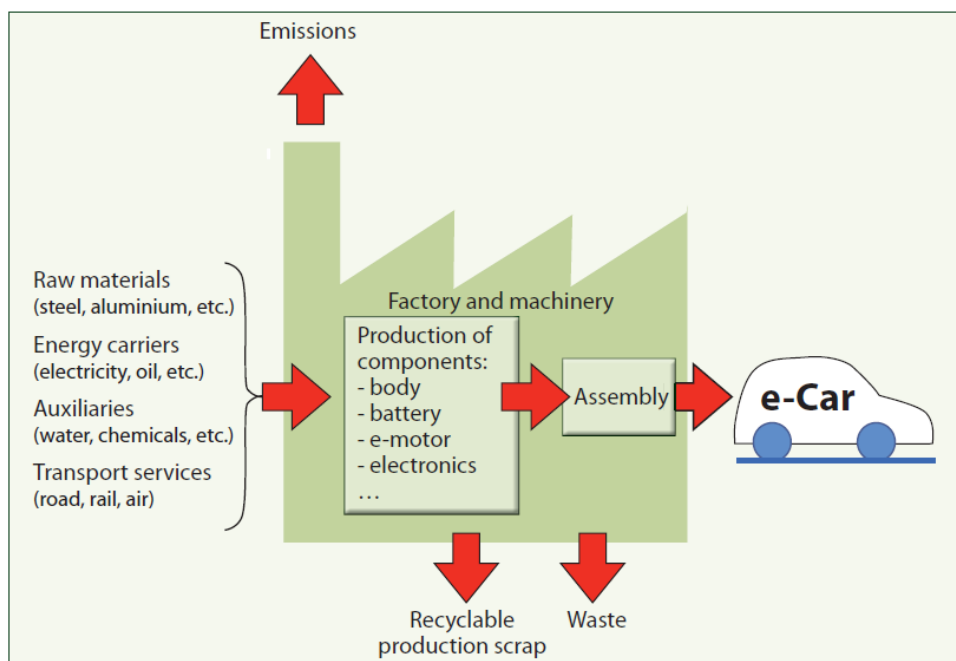 Emissions
Raw materials
(steel, aluminium, etc.)
Energy carriers
(electricity, oil, etc.)
Auxiliaries
(water, chemicals, etc.)
Transport services
(road, rail, air)
Factory and machinery
Production of
components:
- body
- battery
- e-motor
- electronics
...
Assembly
e-Car
Recyclable
production scrap
Waste